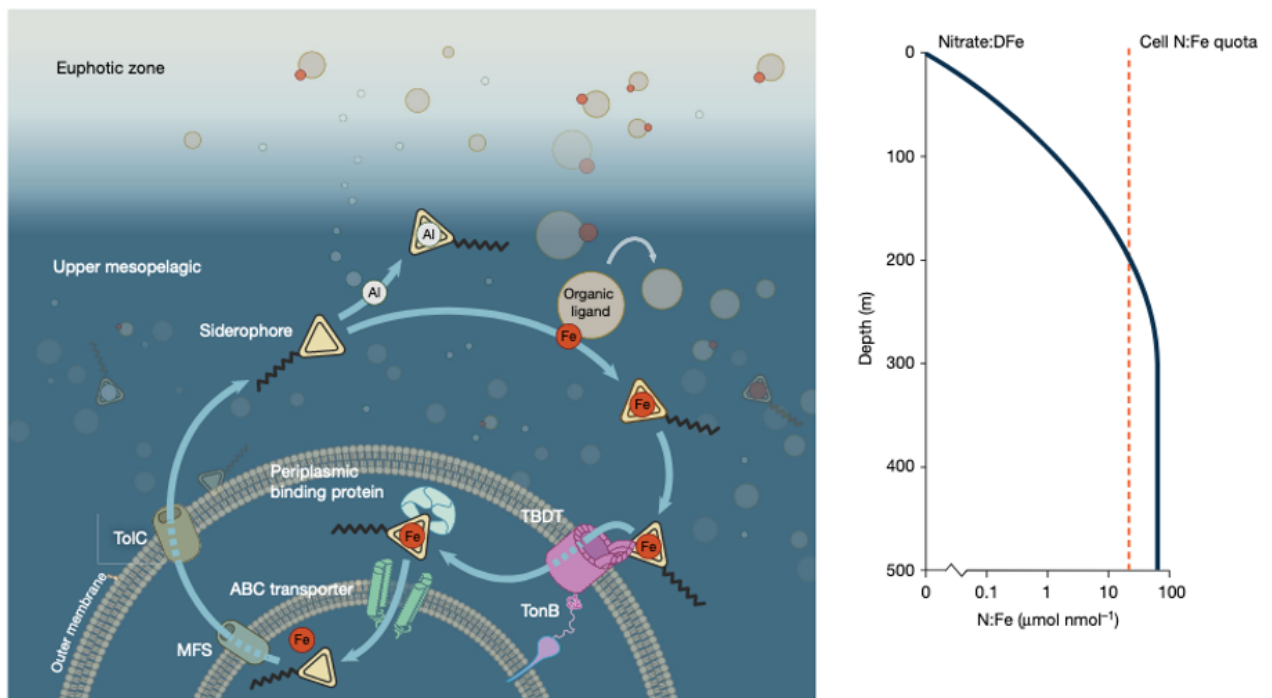 Euphotic zone
Al
Upper mesopelagic
Al
Organic
ligand
Siderophore
Fe
Fe
Periplasmic
binding protein
TBDT
Fe
Fe
TolC
ABC transporter
TonB
Outer membrane
Fe
MFS
Nitrate:DFe
Cell N:Fe quota
0
100
200
300
400
500
Depth (m)
0
0.1
1
10
100
N:Fe (μmol nmol⁻¹)